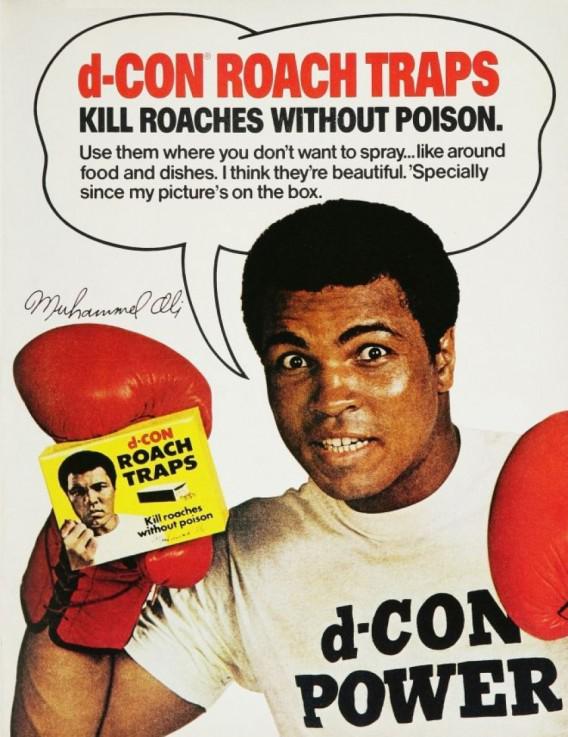 d-CON® ROACH TRAPS
KILL ROACHES WITHOUT POISON.
Use them where you don't want to spray...like around
food and dishes. I think they're beautiful. 'Specially
since my picture's on the box.
Muhammad Ali
d-CON
ROACH
TRAPS
Kill roaches
without poison
d-CON
POWER